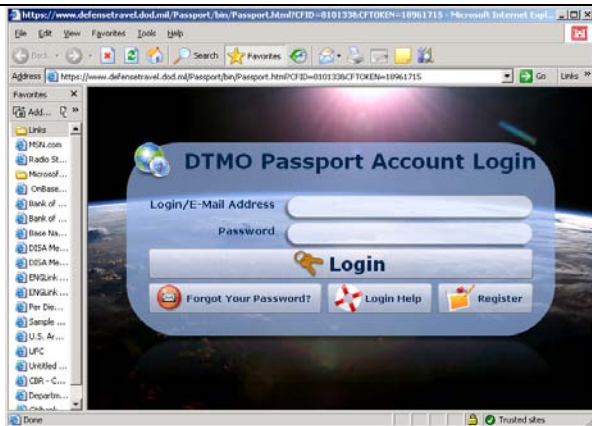 https://www.defensetravel.dod.mil/Passport/bin/Passport.html?CFID=810133&CFTOKEN=18961715 - Microsoft Internet Expl...
File Edit View Favorites Tools Help
Back Search Favorites
Address https://www.defensetravel.dod.mil/Passport/bin/Passport.html?CFID=810133&CFTOKEN=18961715 Go Links »
Favorites
Add... »
Links
MSN.com
Radio St...
Microsof...
OnBase...
Bank of ...
Bank of ...
Base Na...
DISA Me...
DISA Me...
ENGLink ...
ENGLink ...
Per Die...
Sample ...
U.S. Ar...
UFC
Untitled ...
CBR - C...
Departm...
Citibank
DTMO Passport Account Login
Login/E-Mail Address
Password
Login
Forgot Your Password? Login Help Register
Done Trusted sites